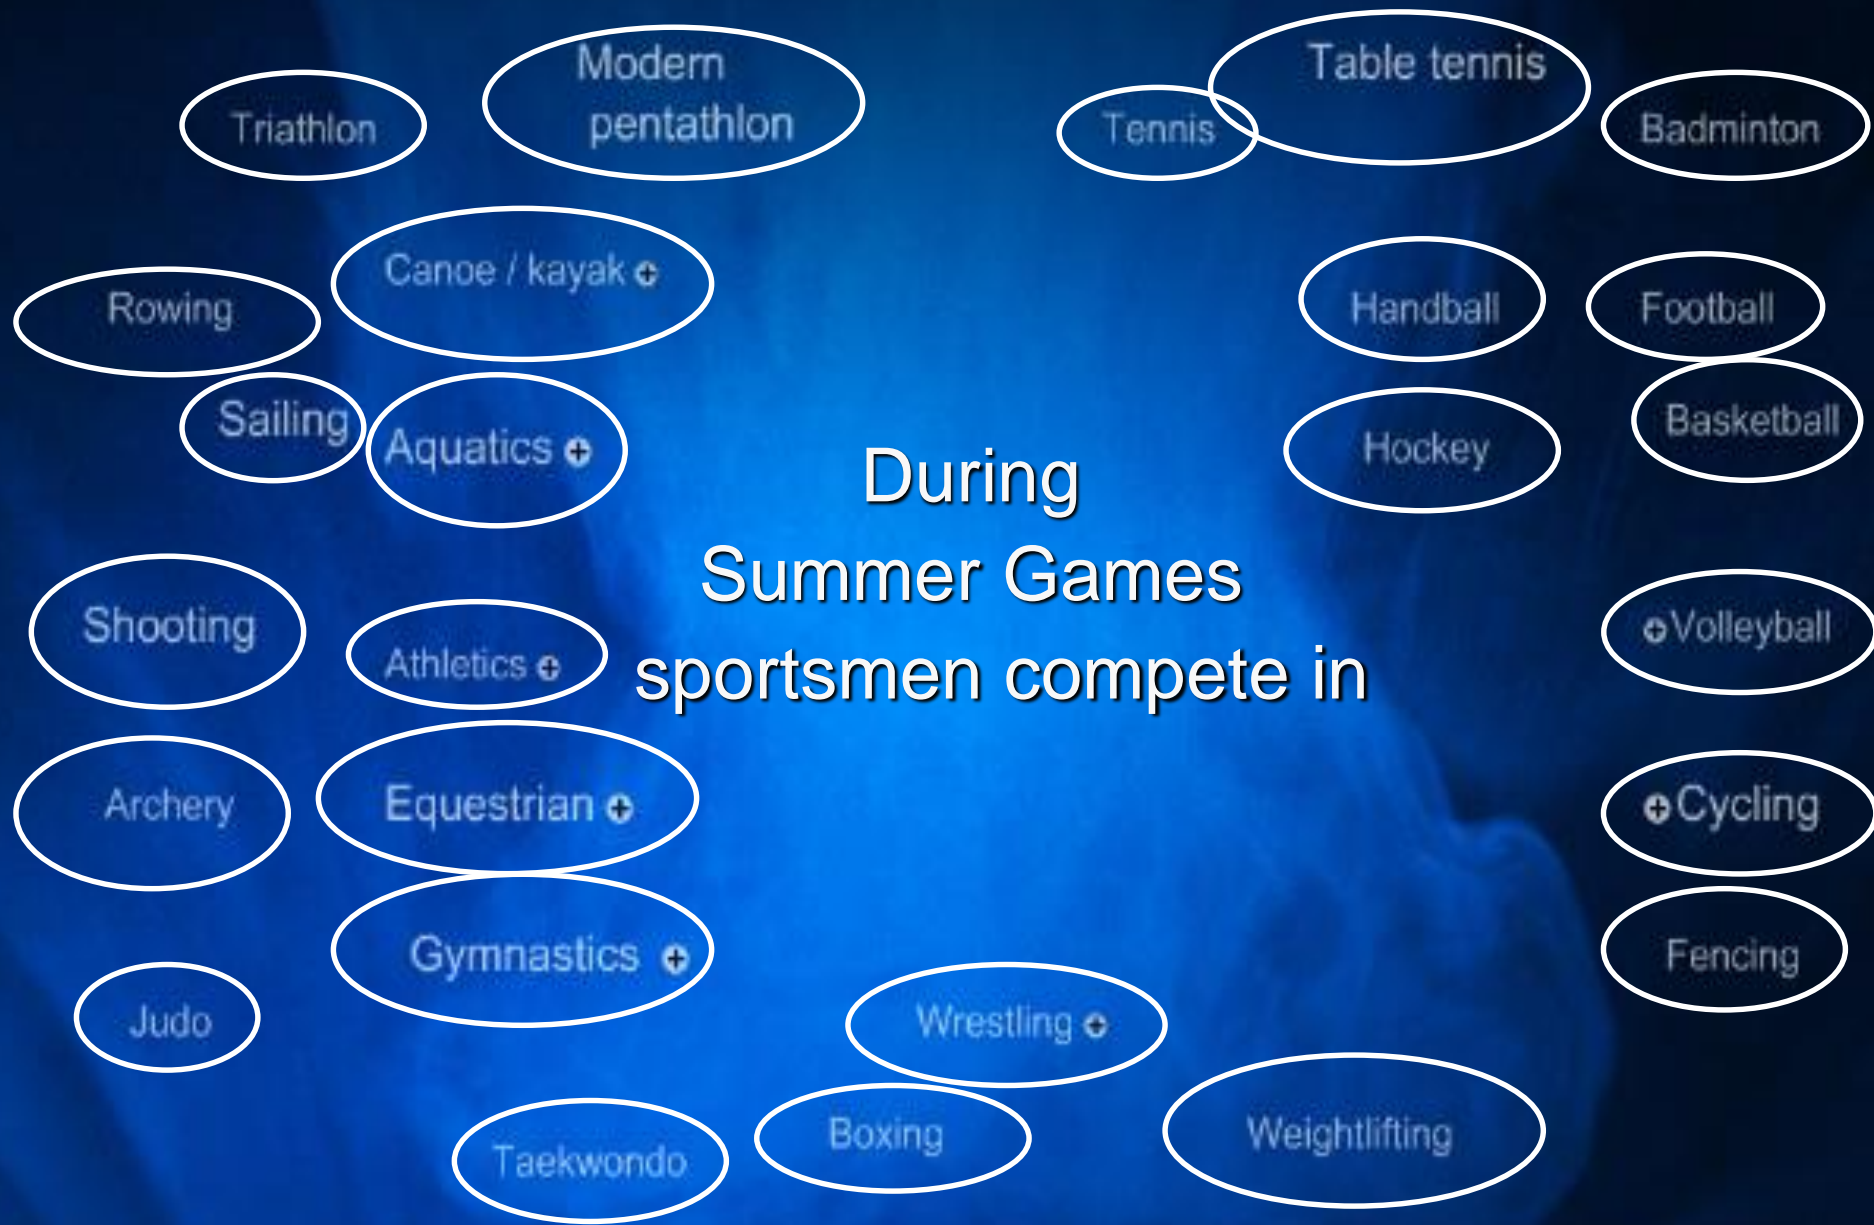 Modern
pentathlon
Table tennis
Triathlon
Tennis
Badminton
Canoe / kayak
Rowing
Handball
Football
Sailing
Aquatics
Hockey
Basketball
During
Summer Games
sportsmen compete in
Shooting
Athletics
Volleyball
Archery
Equestrian
Cycling
Gymnastics
Fencing
Judo
Wrestling
Taekwondo
Boxing
Weightlifting